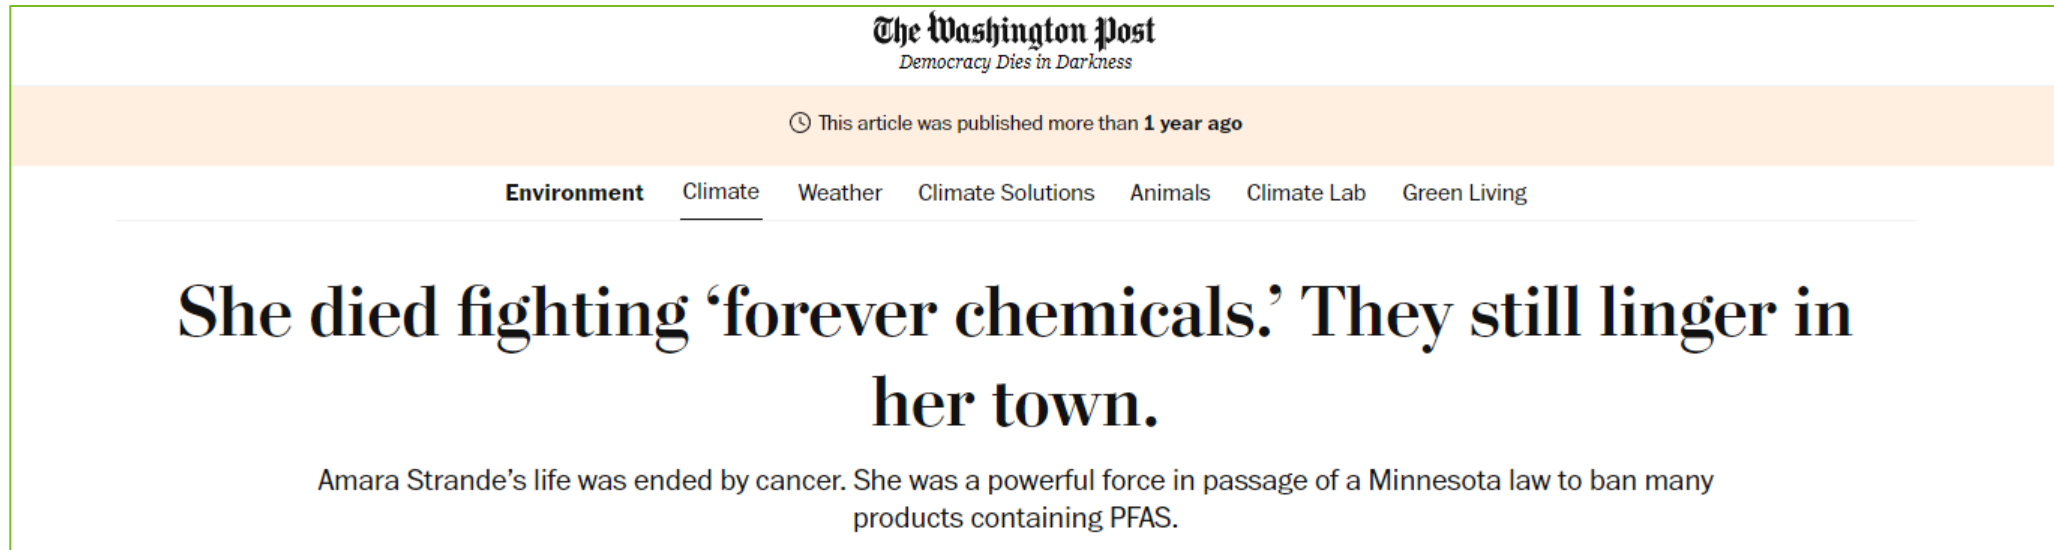 The Washington Post
Democracy Dies in Darkness
This article was published more than 1 year ago
Environment Climate Weather Climate Solutions Animals Climate Lab Green Living
She died fighting ‘forever chemicals.’ They still linger in
her town.
Amara Strande’s life was ended by cancer. She was a powerful force in passage of a Minnesota law to ban many
products containing PFAS.